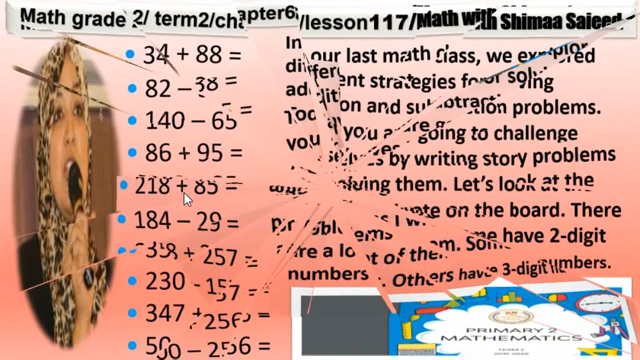 Math grade 2/ term2/chapter6/lesson117/Math with Shimaa Saieed
34 + 88 =
82 – 38 =
140 – 65 =
86 + 95 =
218 + 85 =
184 – 29 =
+ 257 =
230 - 157 =
347 + 256 =
500 – 256 =
In our last math class, we explored
different strategies for solving
addition and subtraction problems.
Today you are going to challenge
yourselves by writing story problems
and solving them. Let's look at the
problems I wrote on the board. There
are a lot of them. Some have 2-digit
numbers. Others have 3-digit numbers.
PRIMARY 2
MATHEMATICS
TERM 2